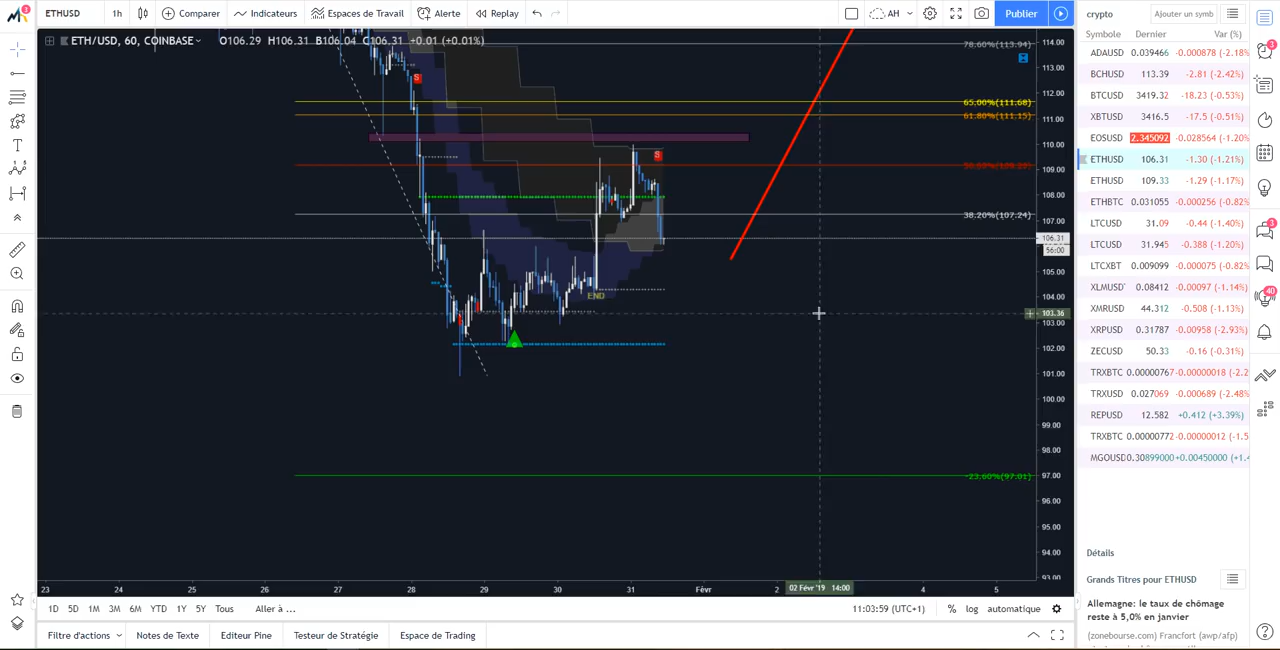 ETHUSD 1h Comparer Indicateurs Espaces de Travail Alerte Replay AH Publier
ETH/USD, 60, COINBASE O106.29 H106.31 B106.04 C106.31 +0.01 (+0.01%)
78.60%(113.94)
65.00%(111.68)
61.80%(111.15)
38.20%(107.24)
-23.60%(97.01)
S
S
END
114.00
113.00
112.00
111.00
110.00
109.00
108.00
107.00
106.31
56:00
105.00
104.00
103.36
103.00
102.00
101.00
100.00
99.00
98.00
97.00
96.00
95.00
94.00
93.00
23 24 25 26 27 28 29 30 31 Févr 2 02 Févr '19 14:00 4 5
1D 5D 1M 3M 6M YTD 1Y 5Y Tous Aller à ... 11:03:59 (UTC+1) % log automatique
Filtre d'actions Notes de Texte Editeur Pine Testeur de Stratégie Espace de Trading
crypto Ajouter un symb
Symbole Dernier Var (%)
ADAUSD 0.039466 -0.000878 (-2.18%
BCHUSD 113.39 -2.81 (-2.42%)
BTCUSD 3419.32 -18.23 (-0.53%)
XBTUSD 3416.5 -17.5 (-0.51%)
EOSUSD 2.345092 -0.028564 (-1.20%
ETHUSD 106.31 -1.30 (-1.21%)
ETHUSD 109.33 -1.29 (-1.17%)
ETHBTC 0.031055 -0.000256 (-0.82%
LTCUSD 31.09 -0.44 (-1.40%)
LTCUSD 31.945 -0.388 (-1.20%)
LTCXBT 0.009099 -0.000075 (-0.82%
XLMUSD 0.08412 -0.00097 (-1.14%)
XMRUSD 44.312 -0.508 (-1.13%)
XRPUSD 0.31787 -0.00958 (-2.93%)
ZECUSD 50.33 -0.16 (-0.31%)
TRXBTC 0.00000767 -0.00000018 (-2.2
TRXUSD 0.027069 -0.000689 (-2.48%
REPUSD 12.582 +0.412 (+3.39%)
TRXBTC 0.00000772 -0.00000012 (-1.5
MGOUSD 0.30899000 +0.00450000 (+1.4
Détails
Grands Titres pour ETHUSD
Allemagne: le taux de chômage
reste à 5,0% en janvier
(zonebourse.com) Francfort (awp/afp)
3
3
3
40